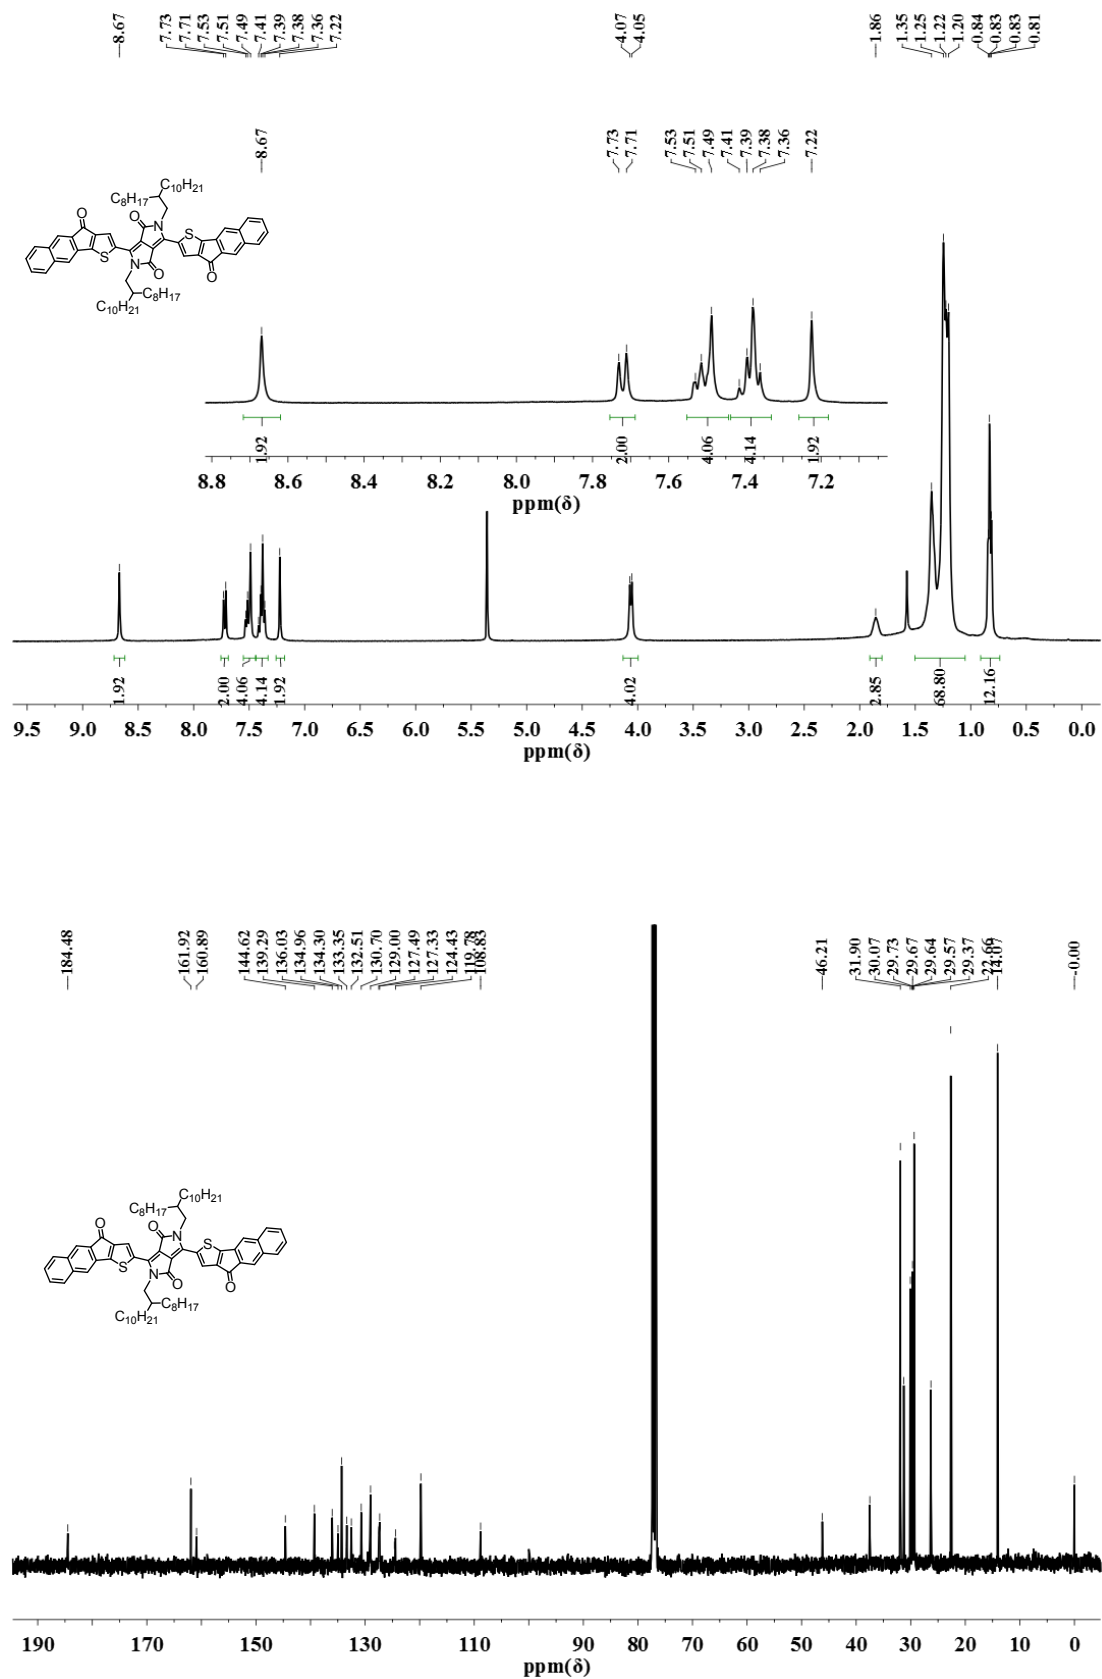 8.67 7.73 7.71 7.53 7.51 7.49 7.41 7.39 7.38 7.36 7.22 4.07 4.05 1.86 1.35 1.25 1.22 1.20 0.84 0.83 0.83 0.81
8.67 7.73 7.71 7.53 7.51 7.49 7.41 7.39 7.38 7.36 7.22
C10H21
C8H17
O
O
N
S
S
N
O
O
C8H17
C10H21
1.92 2.00 4.06 4.14 1.92
8.8 8.6 8.4 8.2 8.0 7.8 7.6 7.4 7.2
ppm(δ)
1.92 2.00 4.06 4.14 1.92 4.02 2.85 68.80 12.16
9.5 9.0 8.5 8.0 7.5 7.0 6.5 6.0 5.5 5.0 4.5 4.0 3.5 3.0 2.5 2.0 1.5 1.0 0.5 0.0
ppm(δ)
184.48 161.92 160.89 144.62 139.29 136.03 134.96 134.30 133.35 132.51 130.70 129.00 127.49 127.33 124.43 119.78 108.83 46.21 31.90 30.07 29.73 29.67 29.64 29.57 29.37 22.66 14.07 -0.00
C10H21
C8H17
O
O
N
S
S
N
O
O
C8H17
C10H21
190 170 150 130 110 90 80 70 60 50 40 30 20 10 0
ppm(δ)